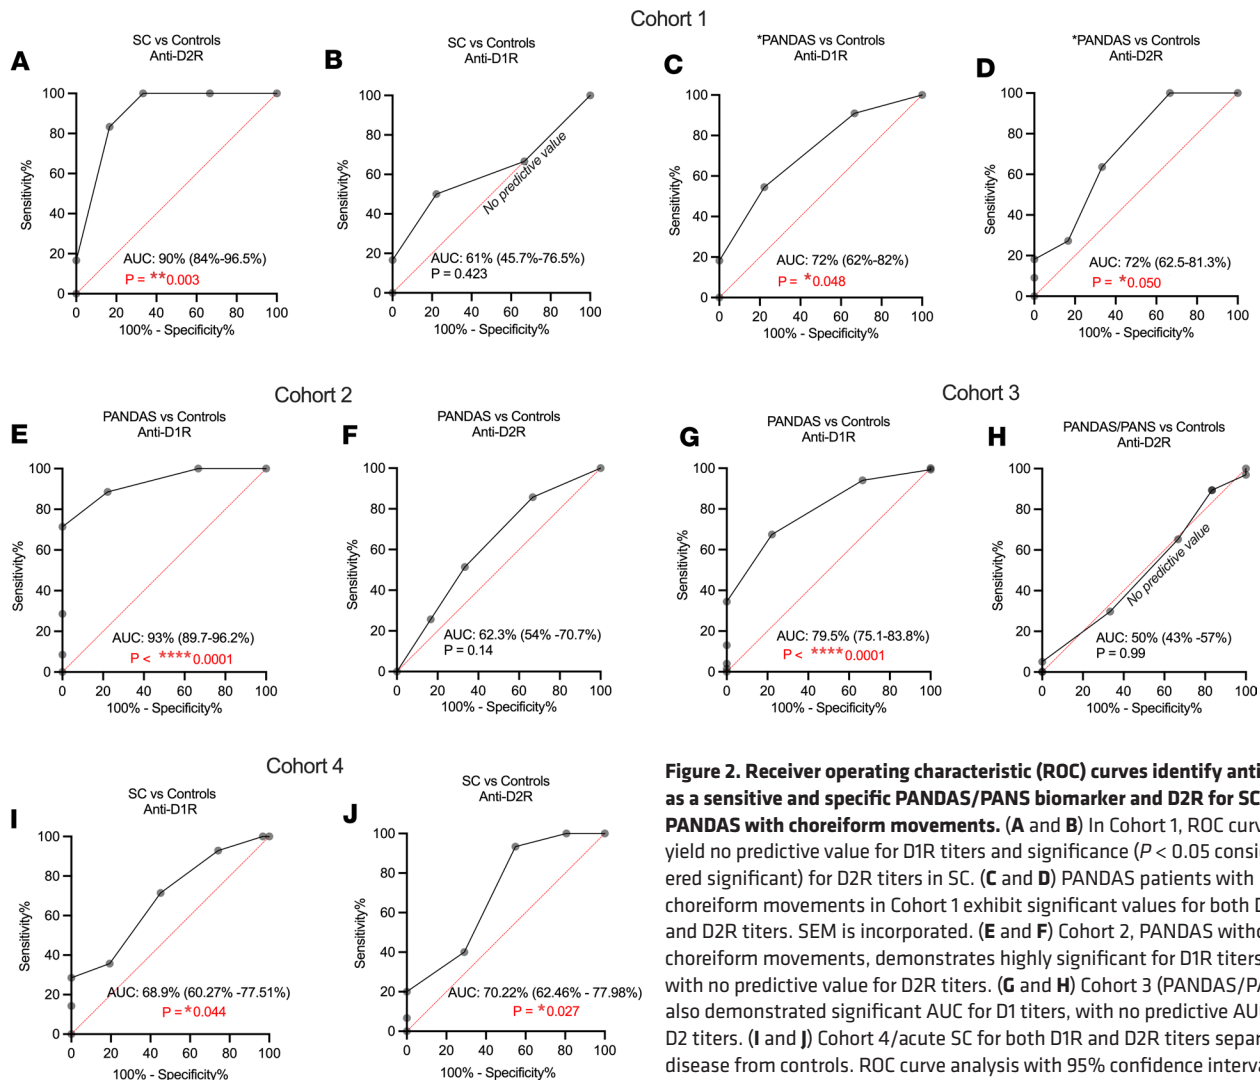 Cohort 1
A
SC vs Controls
Anti-D2R
Sensitivity%
100
80
60
40
20
0
AUC: 90% (84%-96.5%)
P = **0.003
0 20 40 60 80 100
100% - Specificity%
B
SC vs Controls
Anti-D1R
Sensitivity%
100
80
60
40
20
0
No predictive value
AUC: 61% (45.7%-76.5%)
P = 0.423
0 20 40 60 80 100
100% - Specificity%
C
*PANDAS vs Controls
Anti-D1R
Sensitivity%
100
80
60
40
20
0
AUC: 72% (62%-82%)
P = *0.048
0 20 40 60 80 100
100% - Specificity%
D
*PANDAS vs Controls
Anti-D2R
Sensitivity%
100
80
60
40
20
0
AUC: 72% (62.5-81.3%)
P = *0.050
0 20 40 60 80 100
100% - Specificity%
Cohort 2
E
PANDAS vs Controls
Anti-D1R
Sensitivity%
100
80
60
40
20
0
AUC: 93% (89.7-96.2%)
P < ****0.0001
0 20 40 60 80 100
100% - Specificity%
F
PANDAS vs Controls
Anti-D2R
Sensitivity%
100
80
60
40
20
0
AUC: 62.3% (54% -70.7%)
P = 0.14
0 20 40 60 80 100
100% - Specificity%
Cohort 3
G
PANDAS vs Controls
Anti-D1R
Sensitivity%
100
80
60
40
20
0
AUC: 79.5% (75.1-83.8%)
P < ****0.0001
0 20 40 60 80 100
100% - Specificity%
H
PANDAS/PANS vs Controls
Anti-D2R
Sensitivity%
100
80
60
40
20
0
No predictive value
AUC: 50% (43% -57%)
P = 0.99
0 20 40 60 80 100
100% - Specificity%
Cohort 4
I
SC vs Controls
Anti-D1R
Sensitivity%
100
80
60
40
20
0
AUC: 68.9% (60.27% -77.51%)
P = *0.044
0 20 40 60 80 100
100% - Specificity%
J
SC vs Controls
Anti-D2R
Sensitivity%
100
80
60
40
20
0
AUC: 70.22% (62.46% - 77.98%)
P = *0.027
0 20 40 60 80 100
100% - Specificity%
Figure 2. Receiver operating characteristic (ROC) curves identify anti
as a sensitive and specific PANDAS/PANS biomarker and D2R for SC
PANDAS with choreiform movements. (A and B) In Cohort 1, ROC curv
yield no predictive value for D1R titers and significance (P < 0.05 consi
ered significant) for D2R titers in SC. (C and D) PANDAS patients with
choreiform movements in Cohort 1 exhibit significant values for both D
and D2R titers. SEM is incorporated. (E and F) Cohort 2, PANDAS witho
choreiform movements, demonstrates highly significant for D1R titers
with no predictive value for D2R titers. (G and H) Cohort 3 (PANDAS/PA
also demonstrated significant AUC for D1 titers, with no predictive AU
D2 titers. (I and J) Cohort 4/acute SC for both D1R and D2R titers separ
disease from controls. ROC curve analysis with 95% confidence interva